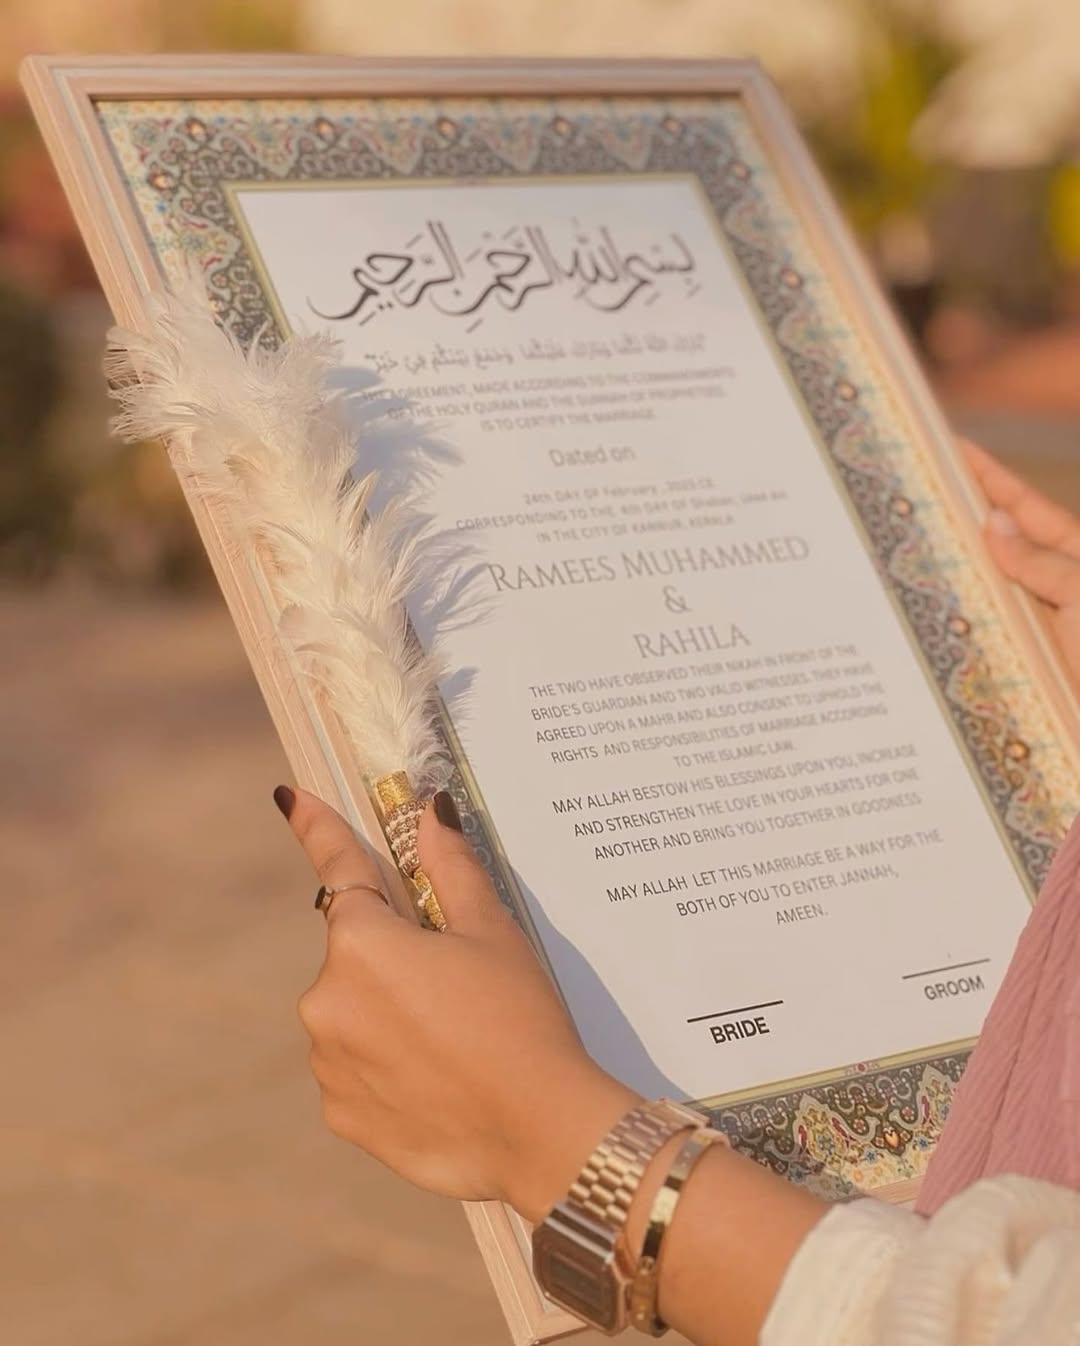 بِسْمِ اللهِ الرَّحْمٰنِ الرَّحِيمِ
بَارَكَ اللهُ لَكُمَا وَبَارَكَ عَلَيْكُمَا وَجَمَعَ بَيْنَكُمْ فِي خَيْرٍ
AGREEMENT, MADE ACCORDING TO THE COMMANDMENTS
OF THE HOLY QURAN AND THE SUNNAH OF PROPHET(SS),
IS TO CERTIFY THE MARRIAGE
Dated on
24th DAY OF February, 2023 CE
CORRESPONDING TO THE 4th DAY OF Shaban, 1444 AH
IN THE CITY OF KANNUR, KERALA
RAMEES MUHAMMED
&
RAHILA
THE TWO HAVE OBSERVED THEIR NIKAH IN FRONT OF THE
BRIDE'S GUARDIAN AND TWO VALID WITNESSES. THEY HAVE
AGREED UPON A MAHR AND ALSO CONSENT TO UPHOLD THE
RIGHTS AND RESPONSIBILITIES OF MARRIAGE ACCORDING
TO THE ISLAMIC LAW.
MAY ALLAH BESTOW HIS BLESSINGS UPON YOU, INCREASE
AND STRENGTHEN THE LOVE IN YOUR HEARTS FOR ONE
ANOTHER AND BRING YOU TOGETHER IN GOODNESS
MAY ALLAH LET THIS MARRIAGE BE A WAY FOR THE
BOTH OF YOU TO ENTER JANNAH,
AMEEN.
BRIDE
GROOM